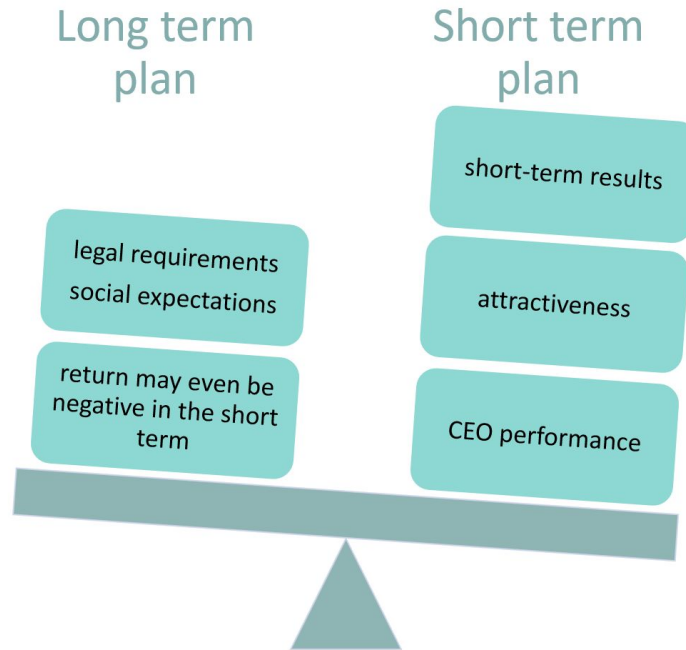 Long term
plan
legal requirements
social expectations
return may even be
negative in the short
term
Short term
plan
short-term results
attractiveness
CEO performance